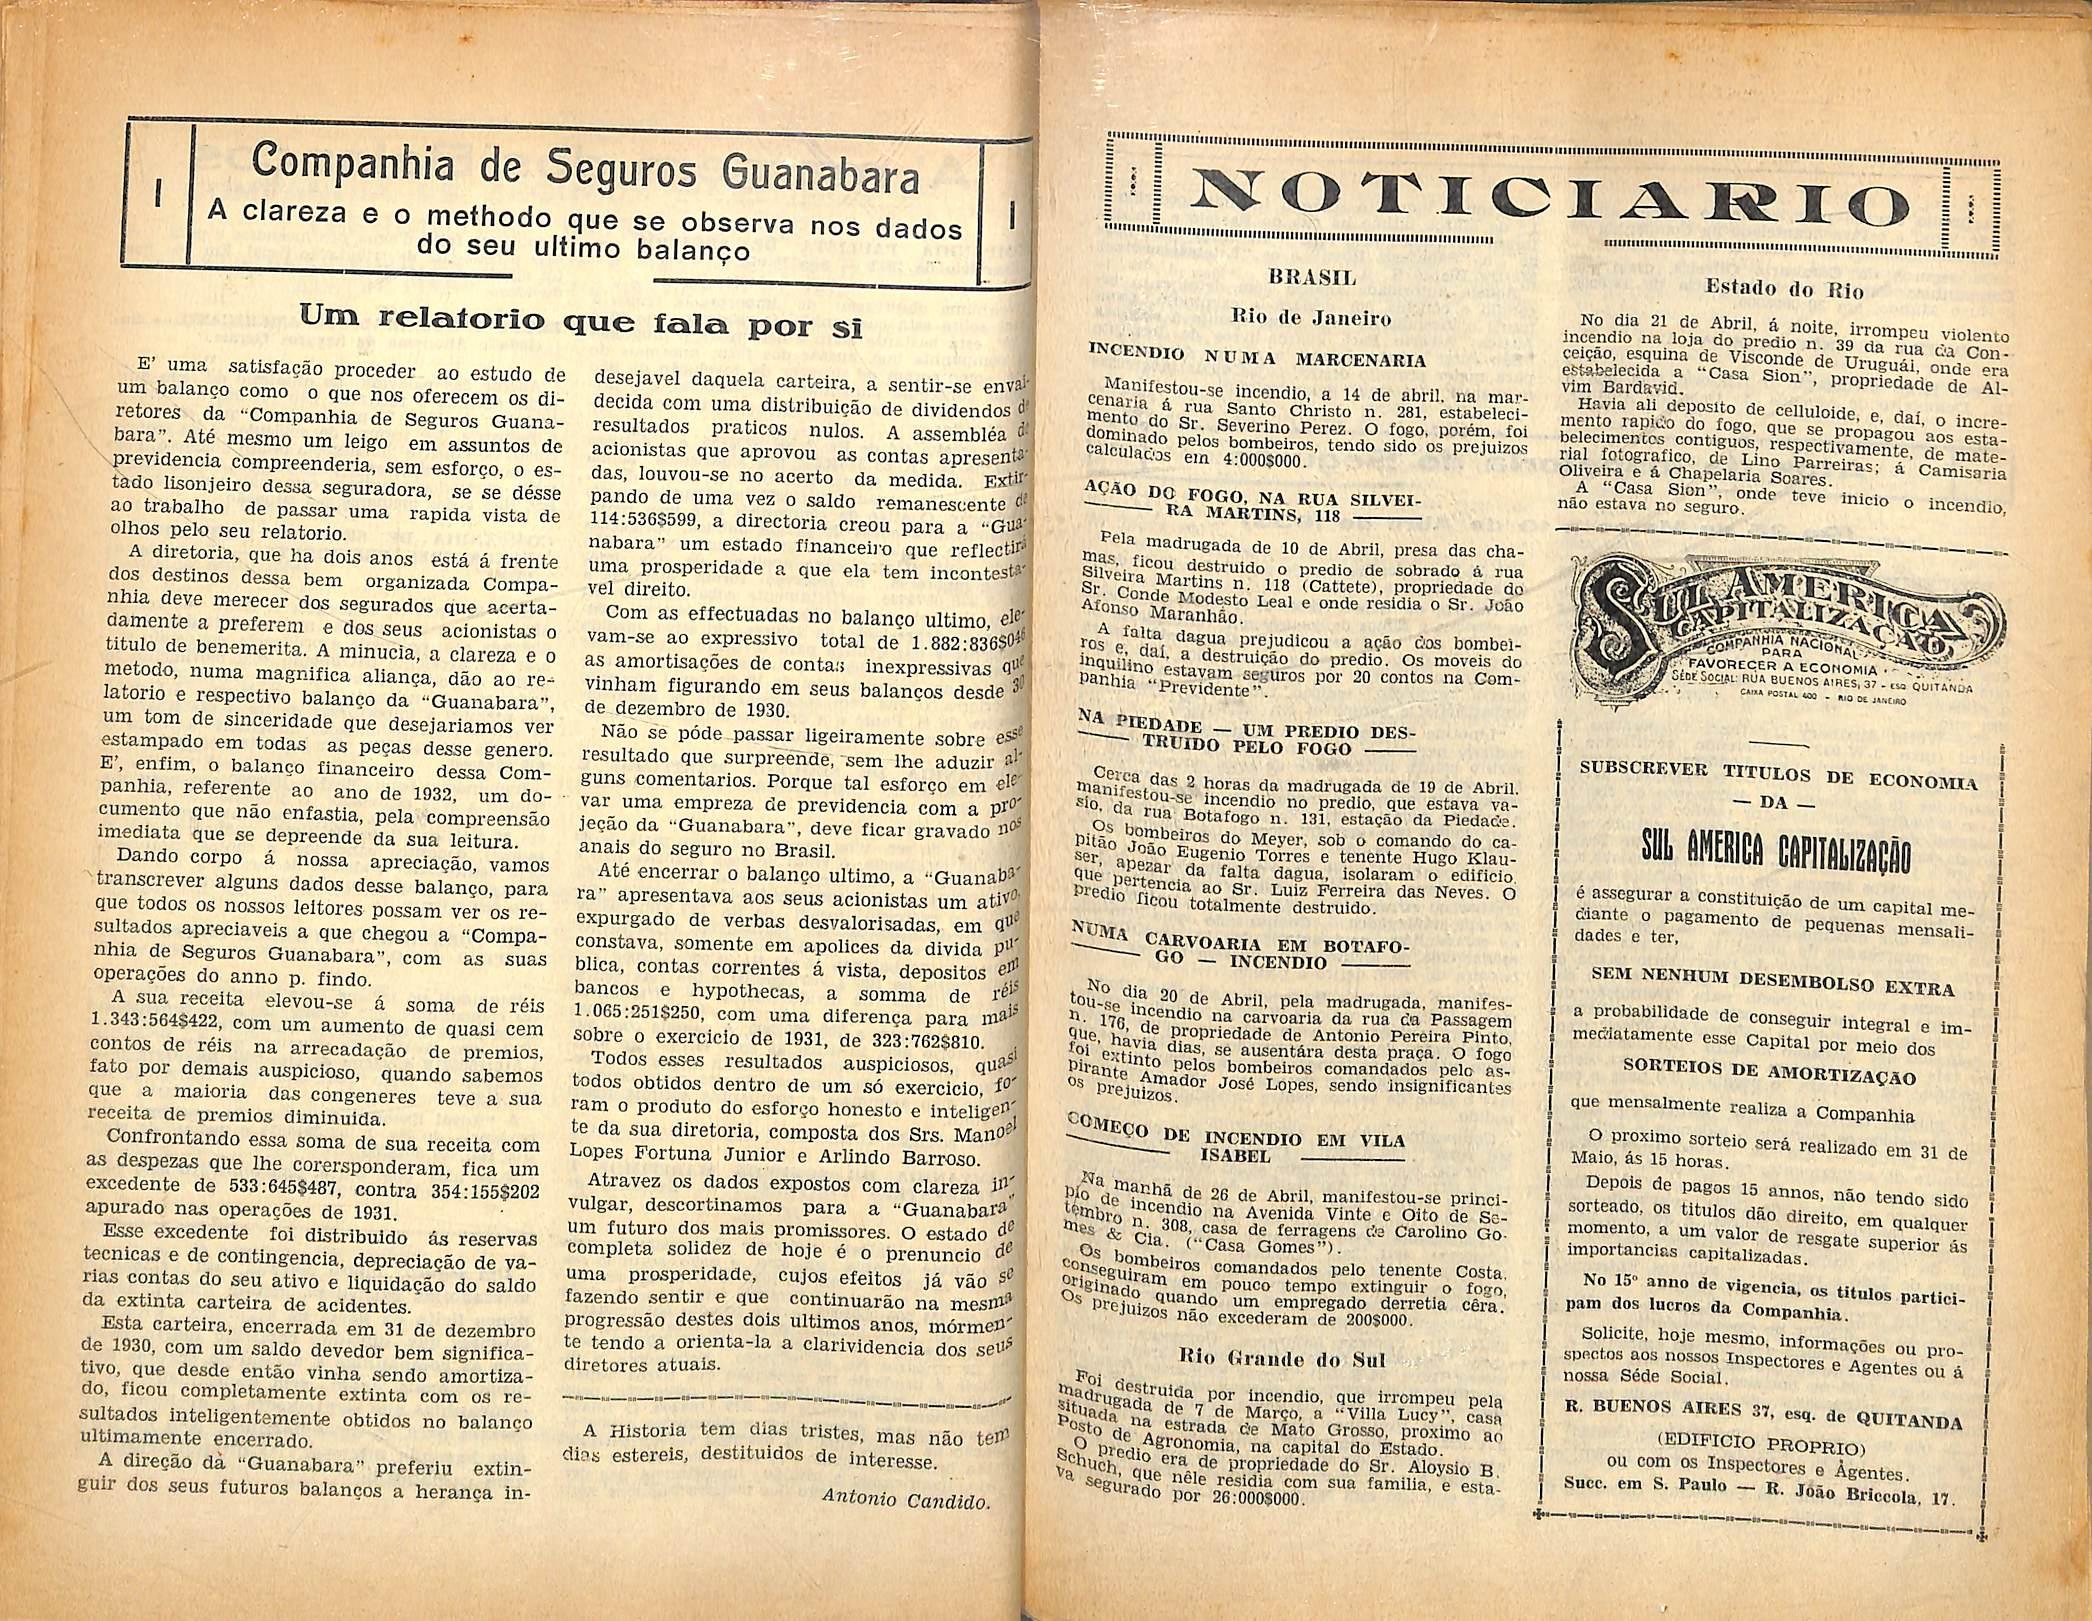 Companhia de Seguros Guanabara
A clareza e o methodo que se observa nos dados
do seu ultimo balanço
Um relatorio que fala por si
E' uma satisfação proceder ao estudo de
um balanço como o que nos oferecem os di-
retores da "Companhia de Seguros Guana-
bara". Até mesmo um leigo em assuntos de
previdencia compreenderia, sem esforço, o es-
tado lisonjeiro dessa seguradora, se se désse
ao trabalho de passar uma rapida vista de
olhos pelo seu relatorio.
A diretoria, que ha dois anos está á frente
dos destinos dessa bem organizada Compa-
nhia deve merecer dos segurados que acerta-
damente a preferem e dos seus acionistas o
titulo de benemerita. A minucia, a clareza e o
metodo, numa magnifica aliança, dão ao re-
latorio e respectivo balanço da "Guanabara",
um tom de sinceridade que desejariamos ver
estampado em todas as peças desse genero.
E', enfim, o balanço financeiro dessa Com-
panhia, referente ao ano de 1932, um do-
cumento que não enfastia, pela compreensão
imediata que se depreende da sua leitura.
Dando corpo á nossa apreciação, vamos
transcrever alguns dados desse balanço, para
que todos os nossos leitores possam ver os re-
sultados apreciaveis a que chegou a "Compa-
nhia de Seguros Guanabara", com as suas
operações do anno p. findo.
A sua receita elevou-se á soma de réis
1.343:564$422, com um aumento de quasi cem
contos de réis na arrecadação de premios,
fato por demais auspicioso, quando sabemos
que a maioria das congeneres teve a sua
receita de premios diminuida.
Confrontando essa soma de sua receita com
as despezas que lhe corersponderam, fica um
excedente de 533:645$487, contra 354:155$202
apurado nas operações de 1931.
Esse excedente foi distribuido ás reservas
tecnicas e de contingencia, depreciação de va-
rias contas do seu ativo e liquidação do saldo
da extinta carteira de acidentes.
Esta carteira, encerrada em 31 de dezembro
de 1930, com um saldo devedor bem significa-
tivo, que desde então vinha sendo amortiza-
do, ficou completamente extinta com os re-
sultados inteligentemente obtidos no balanço
ultimamente encerrado.
A direção dà "Guanabara" preferiu extin-
guir dos seus futuros balanços a herança in-
desejavel daquela carteira, a sentir-se envai-
decida com uma distribuição de dividendos de
resultados praticos nulos. A assembléa de
acionistas que aprovou as contas apresenta-
das, louvou-se no acerto da medida. Extir-
pando de uma vez o saldo remanescente de
114:536$599, a directoria creou para a "Gua-
nabara" um estado financeiro que reflectirá
uma prosperidade a que ela tem incontesta-
vel direito.
Com as effectuadas no balanço ultimo, ele-
vam-se ao expressivo total de 1.882:836$046
as amortisações de contas inexpressivas que
vinham figurando em seus balanços desde 30
de dezembro de 1930.
Não se póde passar ligeiramente sobre esse
resultado que surpreende, sem lhe aduzir al-
guns comentarios. Porque tal esforço em ele-
var uma empreza de previdencia com a pro-
jeção da "Guanabara", deve ficar gravado nos
anais do seguro no Brasil.
Até encerrar o balanço ultimo, a "Guanaba-
ra" apresentava aos seus acionistas um ativo,
expurgado de verbas desvalorisadas, em que
constava, somente em apolices da divida pu-
blica, contas correntes á vista, depositos em
bancos e hypothecas, a somma de réis
1.065:251$250, com uma diferença para mais
sobre o exercicio de 1931, de 323:762$810.
Todos esses resultados auspiciosos, quasi
todos obtidos dentro de um só exercicio, fo-
ram o produto do esforço honesto e inteligen-
te da sua diretoria, composta dos Srs. Manoel
Lopes Fortuna Junior e Arlindo Barroso.
Atravez os dados expostos com clareza in-
vulgar, descortinamos para a "Guanabara"
um futuro dos mais promissores. O estado de
completa solidez de hoje é o prenuncio de
uma prosperidade, cujos efeitos já vão se
fazendo sentir e que continuarão na mesma
progressão destes dois ultimos anos, mórmen-
te tendo a orienta-la a clarividencia dos seus
diretores atuais.
A Historia tem dias tristes, mas não tem
dias estereis, destituidos de interesse.
Antonio Candido.
NOTICIARIO
BRASIL
Rio de Janeiro
INCENDIO NUMA MARCENARIA
Manifestou-se incendio, a 14 de abril, na mar-
cenaria á rua Santo Christo n. 281, estabeleci-
mento do Sr. Severino Perez. O fogo, porém, foi
dominado pelos bombeiros, tendo sido os prejuizos
calculados em 4:000$000.
AÇÃO DO FOGO, NA RUA SILVEI-
RA MARTINS, 118
Pela madrugada de 10 de Abril, presa das cha-
mas, ficou destruido o predio de sobrado á rua
Silveira Martins n. 118 (Cattete), propriedade do
Sr. Conde Modesto Leal e onde residia o Sr. João
Afonso Maranhão.
A falta dagua prejudicou a ação dos bombei-
ros e, daí, a destruição do predio. Os moveis do
inquilino estavam seguros por 20 contos na Com-
panhia "Previdente".
NA PIEDADE — UM PREDIO DES-
TRUIDO PELO FOGO
Cerca das 2 horas da madrugada de 19 de Abril.
manifestou-se incendio no predio, que estava va-
sio, da rua Botafogo n. 131, estação da Piedade.
Os bombeiros do Meyer, sob o comando do ca-
pitão João Eugenio Torres e tenente Hugo Klau-
ser, apezar da falta dagua, isolaram o edificio,
que pertencia ao Sr. Luiz Ferreira das Neves. O
predio ficou totalmente destruido.
NUMA CARVOARIA EM BOTAFO-
GO — INCENDIO
No dia 20 de Abril, pela madrugada, manifes-
tou-se incendio na carvoaria da rua da Passagem
n. 176, de propriedade de Antonio Pereira Pinto,
que, havia dias, se ausentára desta praça. O fogo
foi extinto pelos bombeiros comandados pelo as-
pirante Amador José Lopes, sendo insignificantes
os prejuizos.
COMEÇO DE INCENDIO EM VILA
ISABEL
Na manhã de 26 de Abril, manifestou-se princi-
pio de incendio na Avenida Vinte e Oito de Se-
tembro n. 308, casa de ferragens de Carolino Go-
mes & Cia. ("Casa Gomes").
Os bombeiros comandados pelo tenente Costa,
conseguiram em pouco tempo extinguir o fogo,
originado quando um empregado derretia cêra.
Os prejuizos não excederam de 200$000.
Rio Grande do Sul
Foi destruida por incendio, que irrompeu pela
madrugada de 7 de Março, a "Villa Lucy", casa
situada na estrada de Mato Grosso, proximo ao
Posto de Agronomia, na capital do Estado.
O predio era de propriedade do Sr. Aloysio B.
Schuch, que nêle residia com sua familia, e esta-
va segurado por 26:000$000.
Estado do Rio
No dia 21 de Abril, á noite, irrompeu violento
incendio na loja do predio n. 39 da rua da Con-
ceição, esquina de Visconde de Uruguái, onde era
estabelecida a "Casa Sion", propriedade de Al-
vim Bardavid.
Havia ali deposito de celluloide, e, daí, o incre-
mento rapido do fogo, que se propagou aos esta-
belecimentos contiguos, respectivamente, de mate-
rial fotografico, de Lino Parreiras; á Camisaria
Oliveira e á Chapelaria Soares.
A "Casa Sion", onde teve inicio o incendio,
não estava no seguro.
SUL AMERICA
CAPITALIZAÇÃO
COMPANHIA NACIONAL
PARA
FAVORECER A ECONOMIA
SÉDE SOCIAL: RUA BUENOS AIRES, 37 - ESQ QUITANDA
CAIXA POSTAL 400 - RIO DE JANEIRO
SUBSCREVER TITULOS DE ECONOMIA
— DA —
SUL AMERICA CAPITALIZAÇÃO
é assegurar a constituição de um capital me-
diante o pagamento de pequenas mensali-
dades e ter,
SEM NENHUM DESEMBOLSO EXTRA
a probabilidade de conseguir integral e im-
mediatamente esse Capital por meio dos
SORTEIOS DE AMORTIZAÇÃO
que mensalmente realiza a Companhia
O proximo sorteio será realizado em 31 de
Maio, ás 15 horas.
Depois de pagos 15 annos, não tendo sido
sorteado, os titulos dão direito, em qualquer
momento, a um valor de resgate superior ás
importancias capitalizadas.
No 15º anno de vigencia, os titulos partici-
pam dos lucros da Companhia.
Solicite, hoje mesmo, informações ou pro-
spectos aos nossos Inspectores e Agentes ou á
nossa Séde Social.
R. BUENOS AIRES 37, esq. de QUITANDA
(EDIFICIO PROPRIO)
ou com os Inspectores e Agentes.
Succ. em S. Paulo — R. João Briccola, 17.